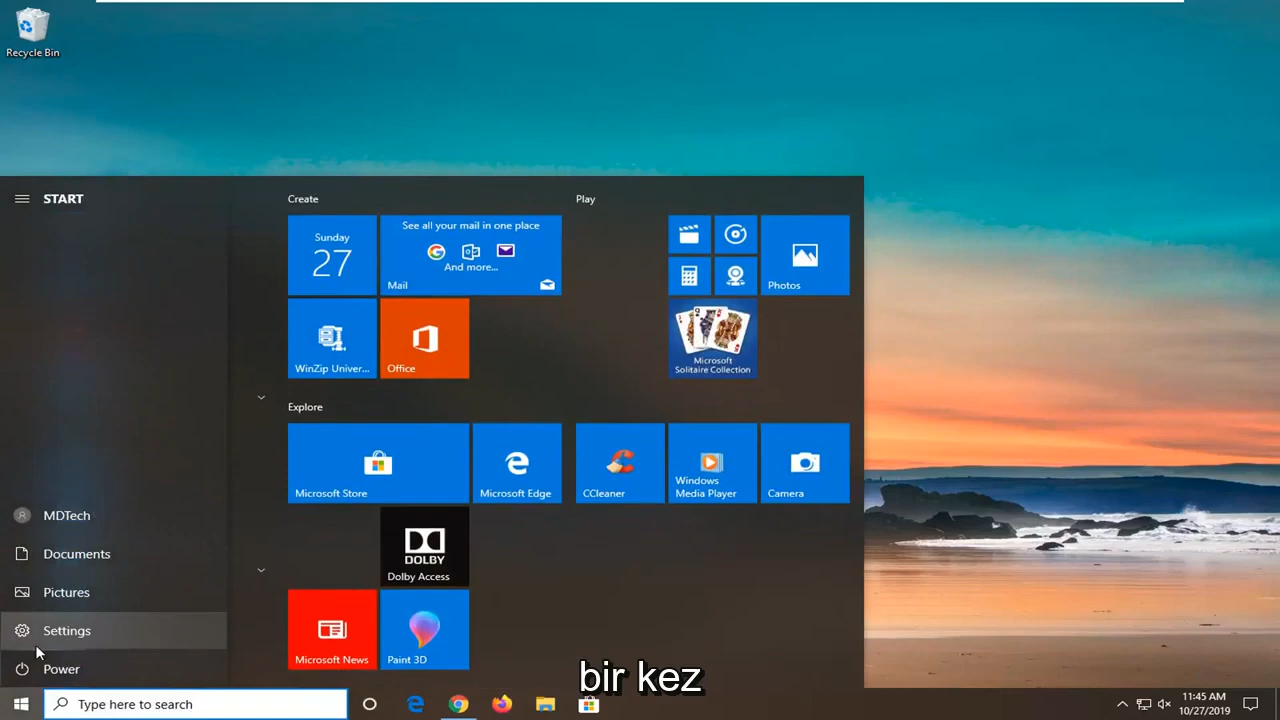 Recycle Bin
START
Create
Play
Sunday
27
See all your mail in one place
And more...
Mail
Photos
WinZip Univer...
Office
Microsoft
Solitaire Collection
Explore
Microsoft Store
Microsoft Edge
CCleaner
Windows
Media Player
Camera
MDTech
Documents
DOLBY
Dolby Access
Pictures
Settings
Microsoft News
Paint 3D
Power
bir kez
Type here to search
11:45 AM
10/27/2019